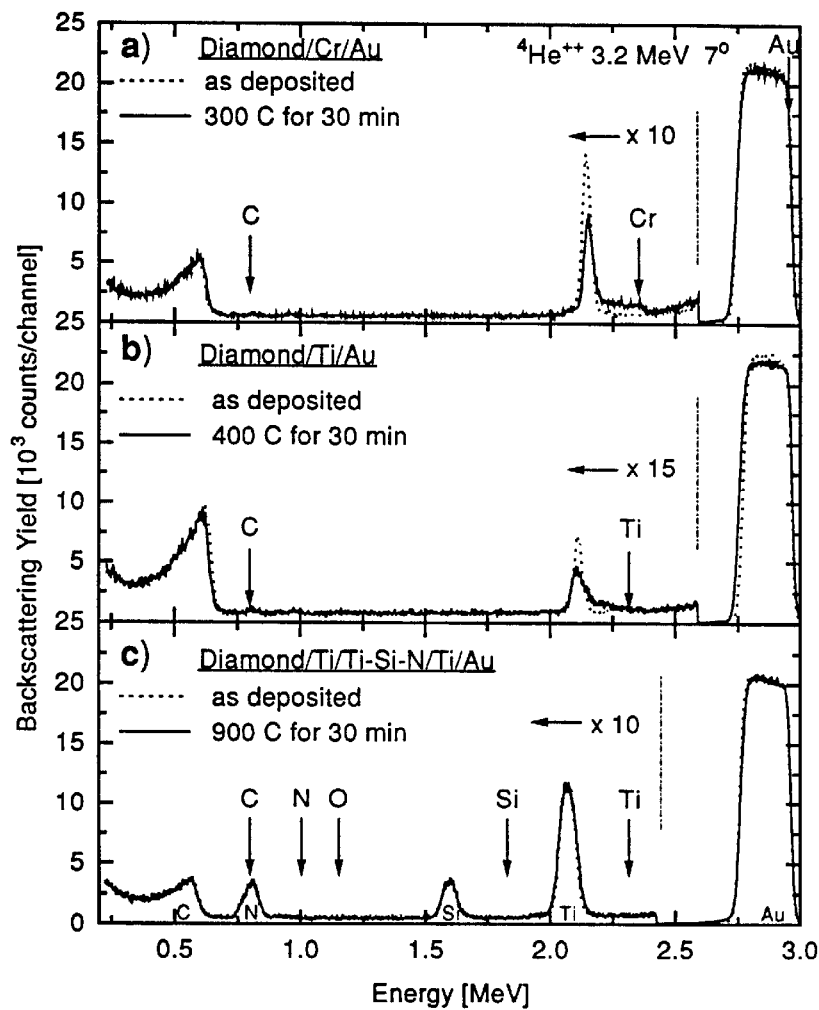 25
a) Diamond/Cr/Au
4He++ 3.2 MeV 7o
Au
as deposited
20
300 C for 30 min
x 10
15
10
C
Cr
5
25
b) Diamond/Ti/Au
20
as deposited
400 C for 30 min
15
x 15
10
C
Ti
5
25
c) Diamond/Ti/Ti-Si-N/Ti/Au
20
as deposited
900 C for 30 min
x 10
15
10
C N O Si Ti
5
C N Si Ti Au
0
0.5 1.0 1.5 2.0 2.5 3.0
Energy [MeV]
Backscattering Yield [10^3 counts/channel]